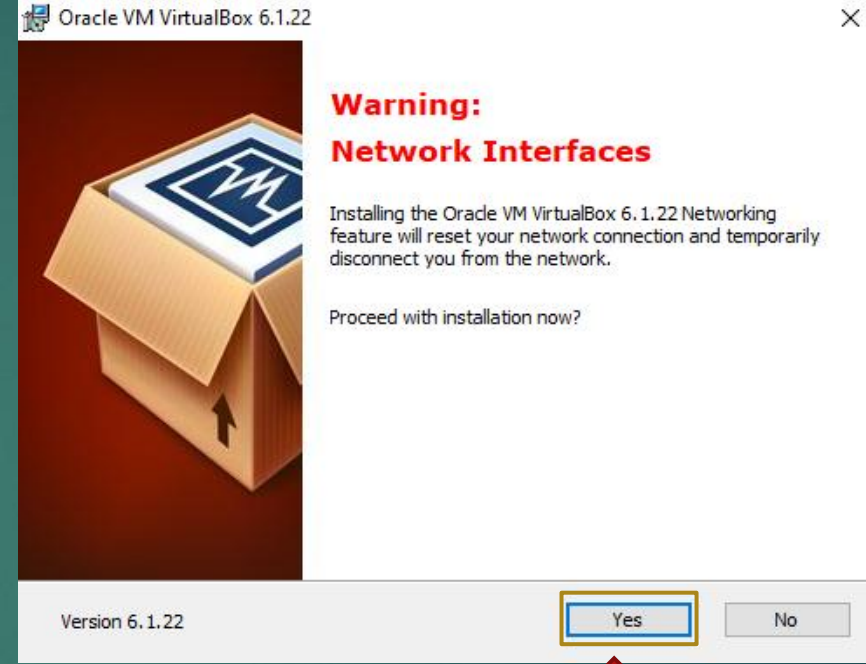 Oracle VM VirtualBox 6.1.22
Warning:
Network Interfaces
Installing the Oracle VM VirtualBox 6.1.22 Networking
feature will reset your network connection and temporarily
disconnect you from the network.
Proceed with installation now?
Version 6.1.22
Yes
No